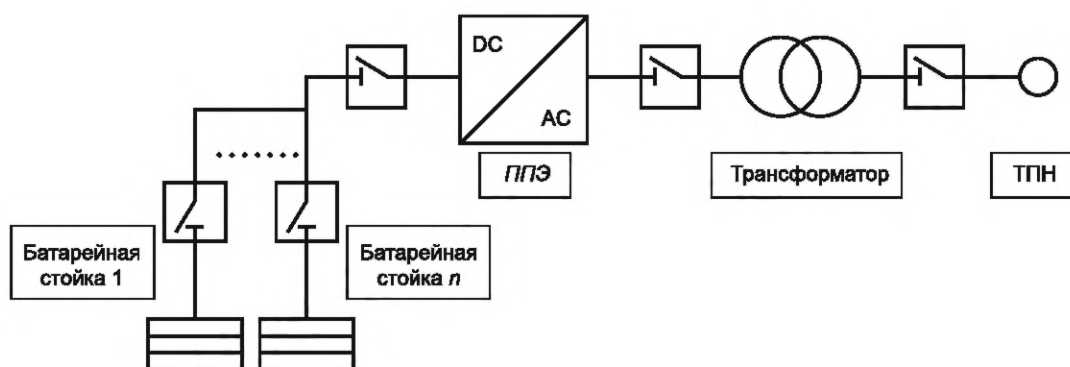 DC
AC
ППЭ
Трансформатор
ТПН
Батарейная
стойка 1
Батарейная
стойка n